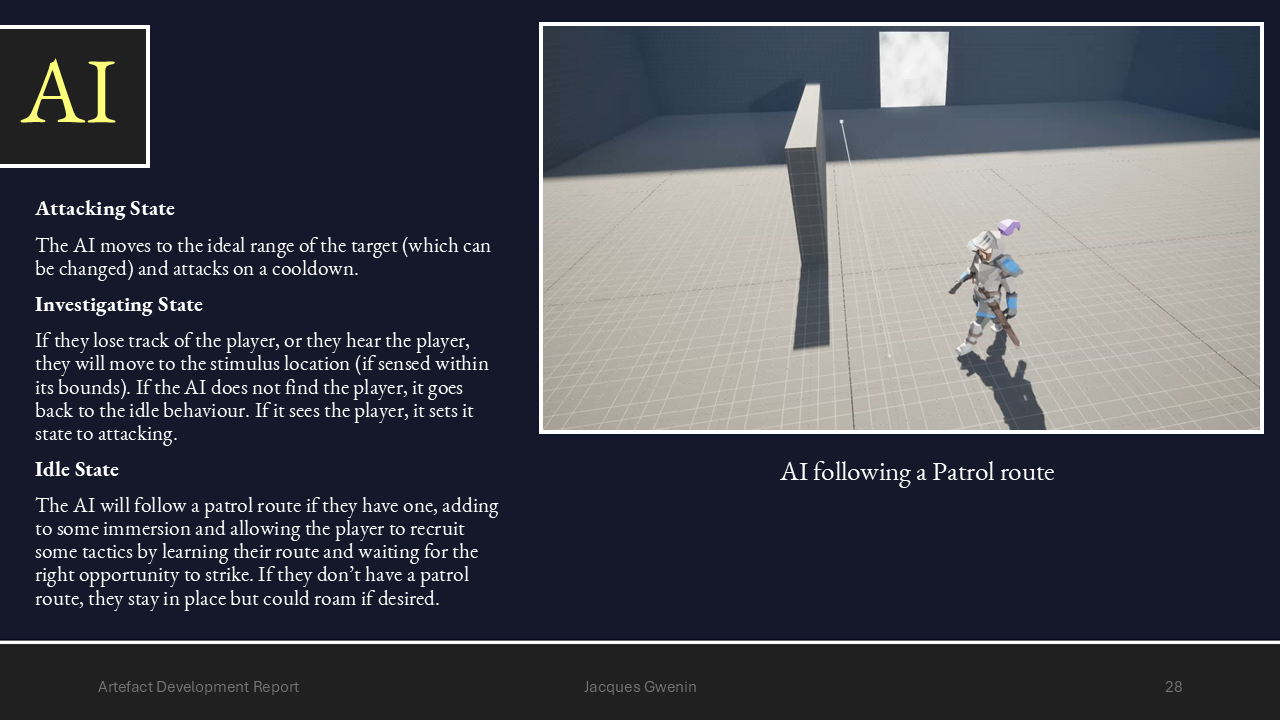 AI
Attacking State
The AI moves to the ideal range of the target (which can
be changed) and attacks on a cooldown.
Investigating State
If they lose track of the player, or they hear the player,
they will move to the stimulus location (if sensed within
its bounds). If the AI does not find the player, it goes
back to the idle behaviour. If it sees the player, it sets it
state to attacking.
Idle State
The AI will follow a patrol route if they have one, adding
to some immersion and allowing the player to recruit
some tactics by learning their route and waiting for the
right opportunity to strike. If they don’t have a patrol
route, they stay in place but could roam if desired.
AI following a Patrol route
Artefact Development Report
Jacques Gwenin
28